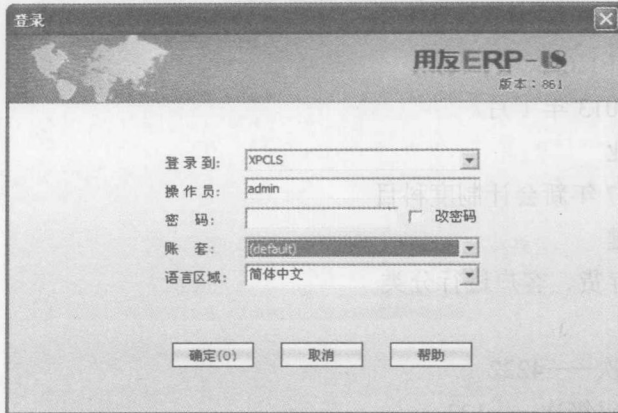 登录
用友ERP-U8
版本：861
登录到： XPCLS
操作员： admin
密 码： 改密码
账 套： (default)
语言区域： 简体中文
确定(O) 取消 帮助